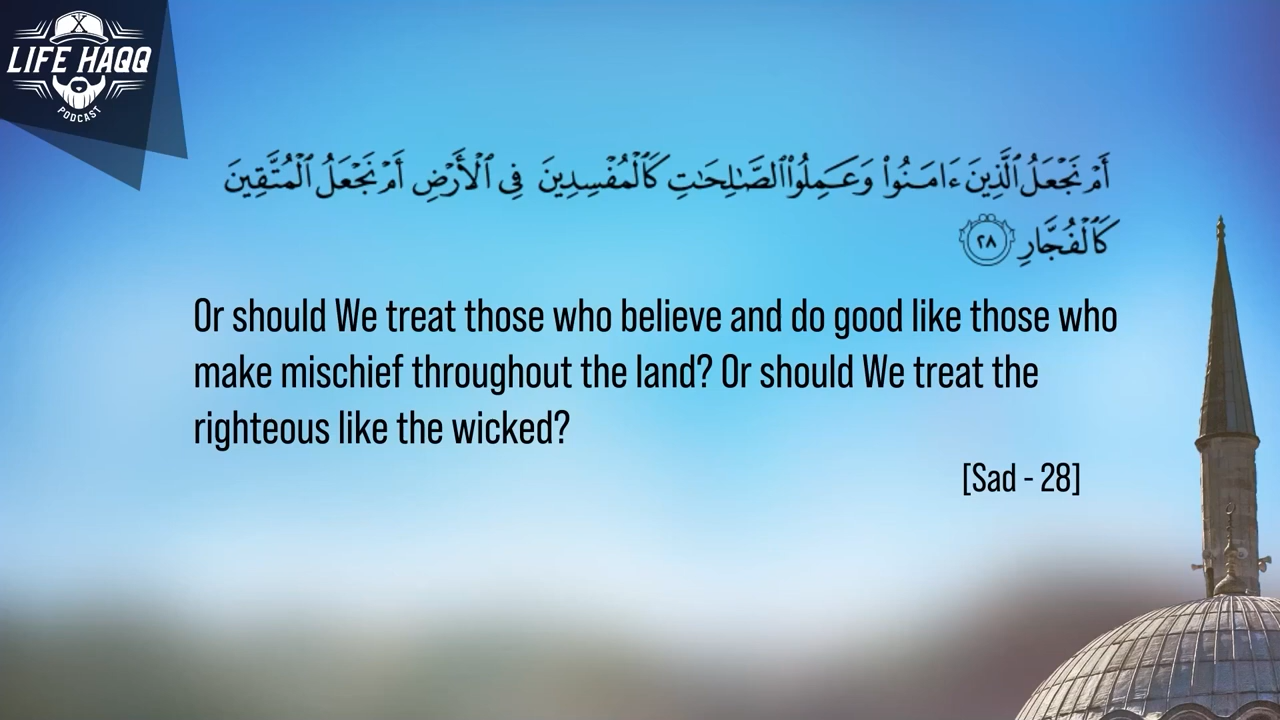 LIFE HAQQ
PODCAST
أَمْ نَجْعَلُ ٱلَّذِينَ ءَامَنُوا۟ وَعَمِلُوا۟ ٱلصَّـٰلِحَـٰتِ كَٱلْمُفْسِدِينَ فِى ٱلْأَرْضِ أَمْ نَجْعَلُ ٱلْمُتَّقِينَ
كَٱلْفُجَّارِ ٢٨
Or should We treat those who believe and do good like those who
make mischief throughout the land? Or should We treat the
righteous like the wicked?
[Sad - 28]